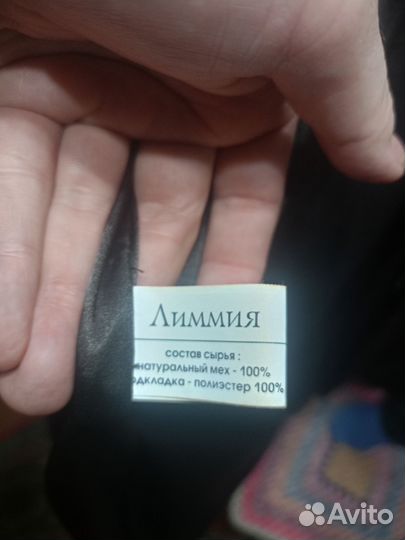 Лиммия
состав сырья :
натуральный мех - 100%
одкладка - полиэстер 100%
Avito